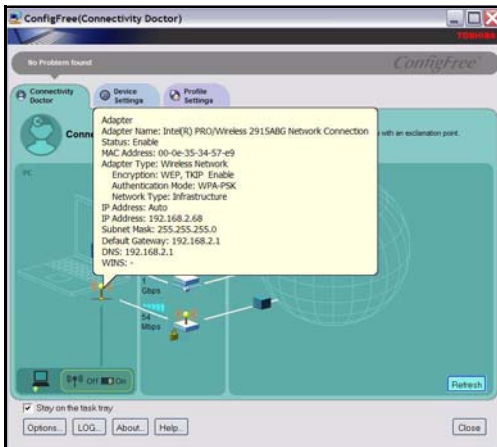 ConfigFree(Connectivity Doctor)
TOSHIBA
No Problem found
ConfigFree
Connectivity Doctor
Device Settings
Profile Settings
Conne
with an exclamation point.
PC
Adapter
Adapter Name: Intel(R) PRO/Wireless 2915ABG Network Connection
Status: Enable
MAC Address: 00-0e-35-34-57-e9
Adapter Type: Wireless Network
Encryption: WEP, TKIP Enable
Authentication Mode: WPA-PSK
Network Type: Infrastructure
IP Address: Auto
IP Address: 192.168.2.68
Subnet Mask: 255.255.255.0
Default Gateway: 192.168.2.1
DNS: 192.168.2.1
WINS: -
1
Gbps
54
Mbps
Off On
Refresh
Stay on the task tray
Options... LOG... About... Help... Close